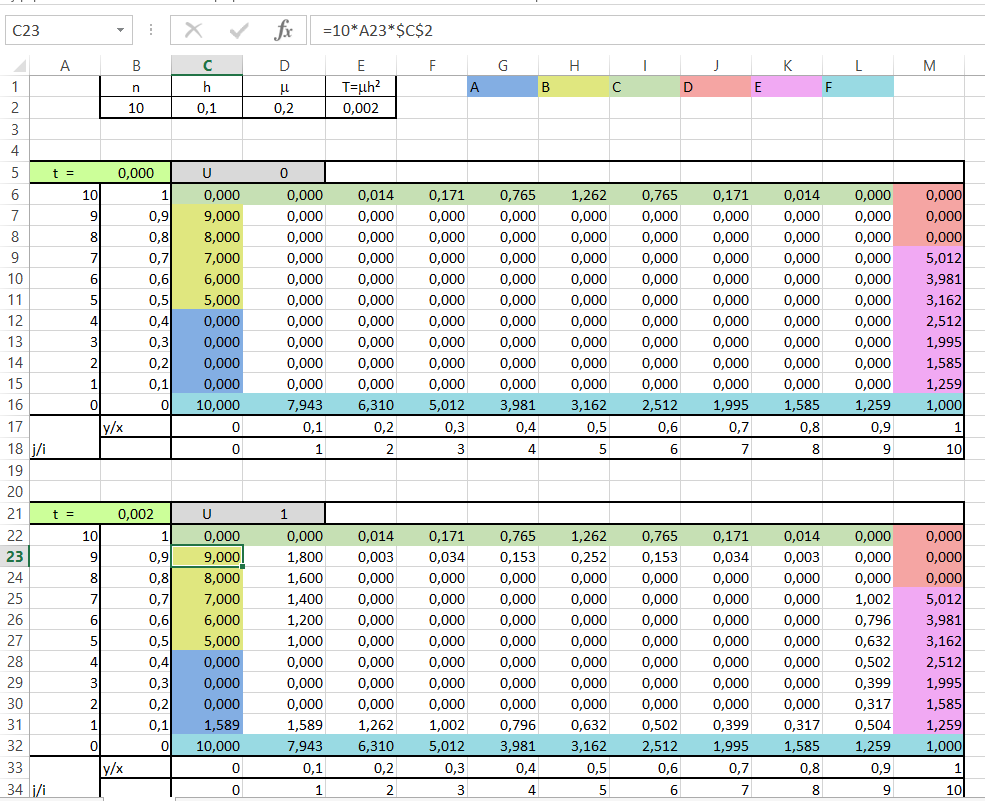 C23 fx =10*A23*$C$2
A B C D E F G H I J K L M
1 n h μ T=μh² A B C D E F
2 10 0,1 0,2 0,002
3
4
5 t = 0,000 U 0
6 10 1 0,000 0,000 0,014 0,171 0,765 1,262 0,765 0,171 0,014 0,000 0,000
7 9 0,9 9,000 0,000 0,000 0,000 0,000 0,000 0,000 0,000 0,000 0,000 0,000
8 8 0,8 8,000 0,000 0,000 0,000 0,000 0,000 0,000 0,000 0,000 0,000 0,000
9 7 0,7 7,000 0,000 0,000 0,000 0,000 0,000 0,000 0,000 0,000 0,000 5,012
10 6 0,6 6,000 0,000 0,000 0,000 0,000 0,000 0,000 0,000 0,000 0,000 3,981
11 5 0,5 5,000 0,000 0,000 0,000 0,000 0,000 0,000 0,000 0,000 0,000 3,162
12 4 0,4 0,000 0,000 0,000 0,000 0,000 0,000 0,000 0,000 0,000 0,000 2,512
13 3 0,3 0,000 0,000 0,000 0,000 0,000 0,000 0,000 0,000 0,000 0,000 1,995
14 2 0,2 0,000 0,000 0,000 0,000 0,000 0,000 0,000 0,000 0,000 0,000 1,585
15 1 0,1 0,000 0,000 0,000 0,000 0,000 0,000 0,000 0,000 0,000 0,000 1,259
16 0 0 10,000 7,943 6,310 5,012 3,981 3,162 2,512 1,995 1,585 1,259 1,000
17 y/x 0 0,1 0,2 0,3 0,4 0,5 0,6 0,7 0,8 0,9 1
18 j/i 0 1 2 3 4 5 6 7 8 9 10
19
20
21 t = 0,002 U 1
22 10 1 0,000 0,000 0,014 0,171 0,765 1,262 0,765 0,171 0,014 0,000 0,000
23 9 0,9 9,000 1,800 0,003 0,034 0,153 0,252 0,153 0,034 0,003 0,000 0,000
24 8 0,8 8,000 1,600 0,000 0,000 0,000 0,000 0,000 0,000 0,000 0,000 0,000
25 7 0,7 7,000 1,400 0,000 0,000 0,000 0,000 0,000 0,000 0,000 1,002 5,012
26 6 0,6 6,000 1,200 0,000 0,000 0,000 0,000 0,000 0,000 0,000 0,796 3,981
27 5 0,5 5,000 1,000 0,000 0,000 0,000 0,000 0,000 0,000 0,000 0,632 3,162
28 4 0,4 0,000 0,000 0,000 0,000 0,000 0,000 0,000 0,000 0,000 0,502 2,512
29 3 0,3 0,000 0,000 0,000 0,000 0,000 0,000 0,000 0,000 0,000 0,399 1,995
30 2 0,2 0,000 0,000 0,000 0,000 0,000 0,000 0,000 0,000 0,000 0,317 1,585
31 1 0,1 1,589 1,589 1,262 1,002 0,796 0,632 0,502 0,399 0,317 0,504 1,259
32 0 0 10,000 7,943 6,310 5,012 3,981 3,162 2,512 1,995 1,585 1,259 1,000
33 y/x 0 0,1 0,2 0,3 0,4 0,5 0,6 0,7 0,8 0,9 1
34 j/i 0 1 2 3 4 5 6 7 8 9 10